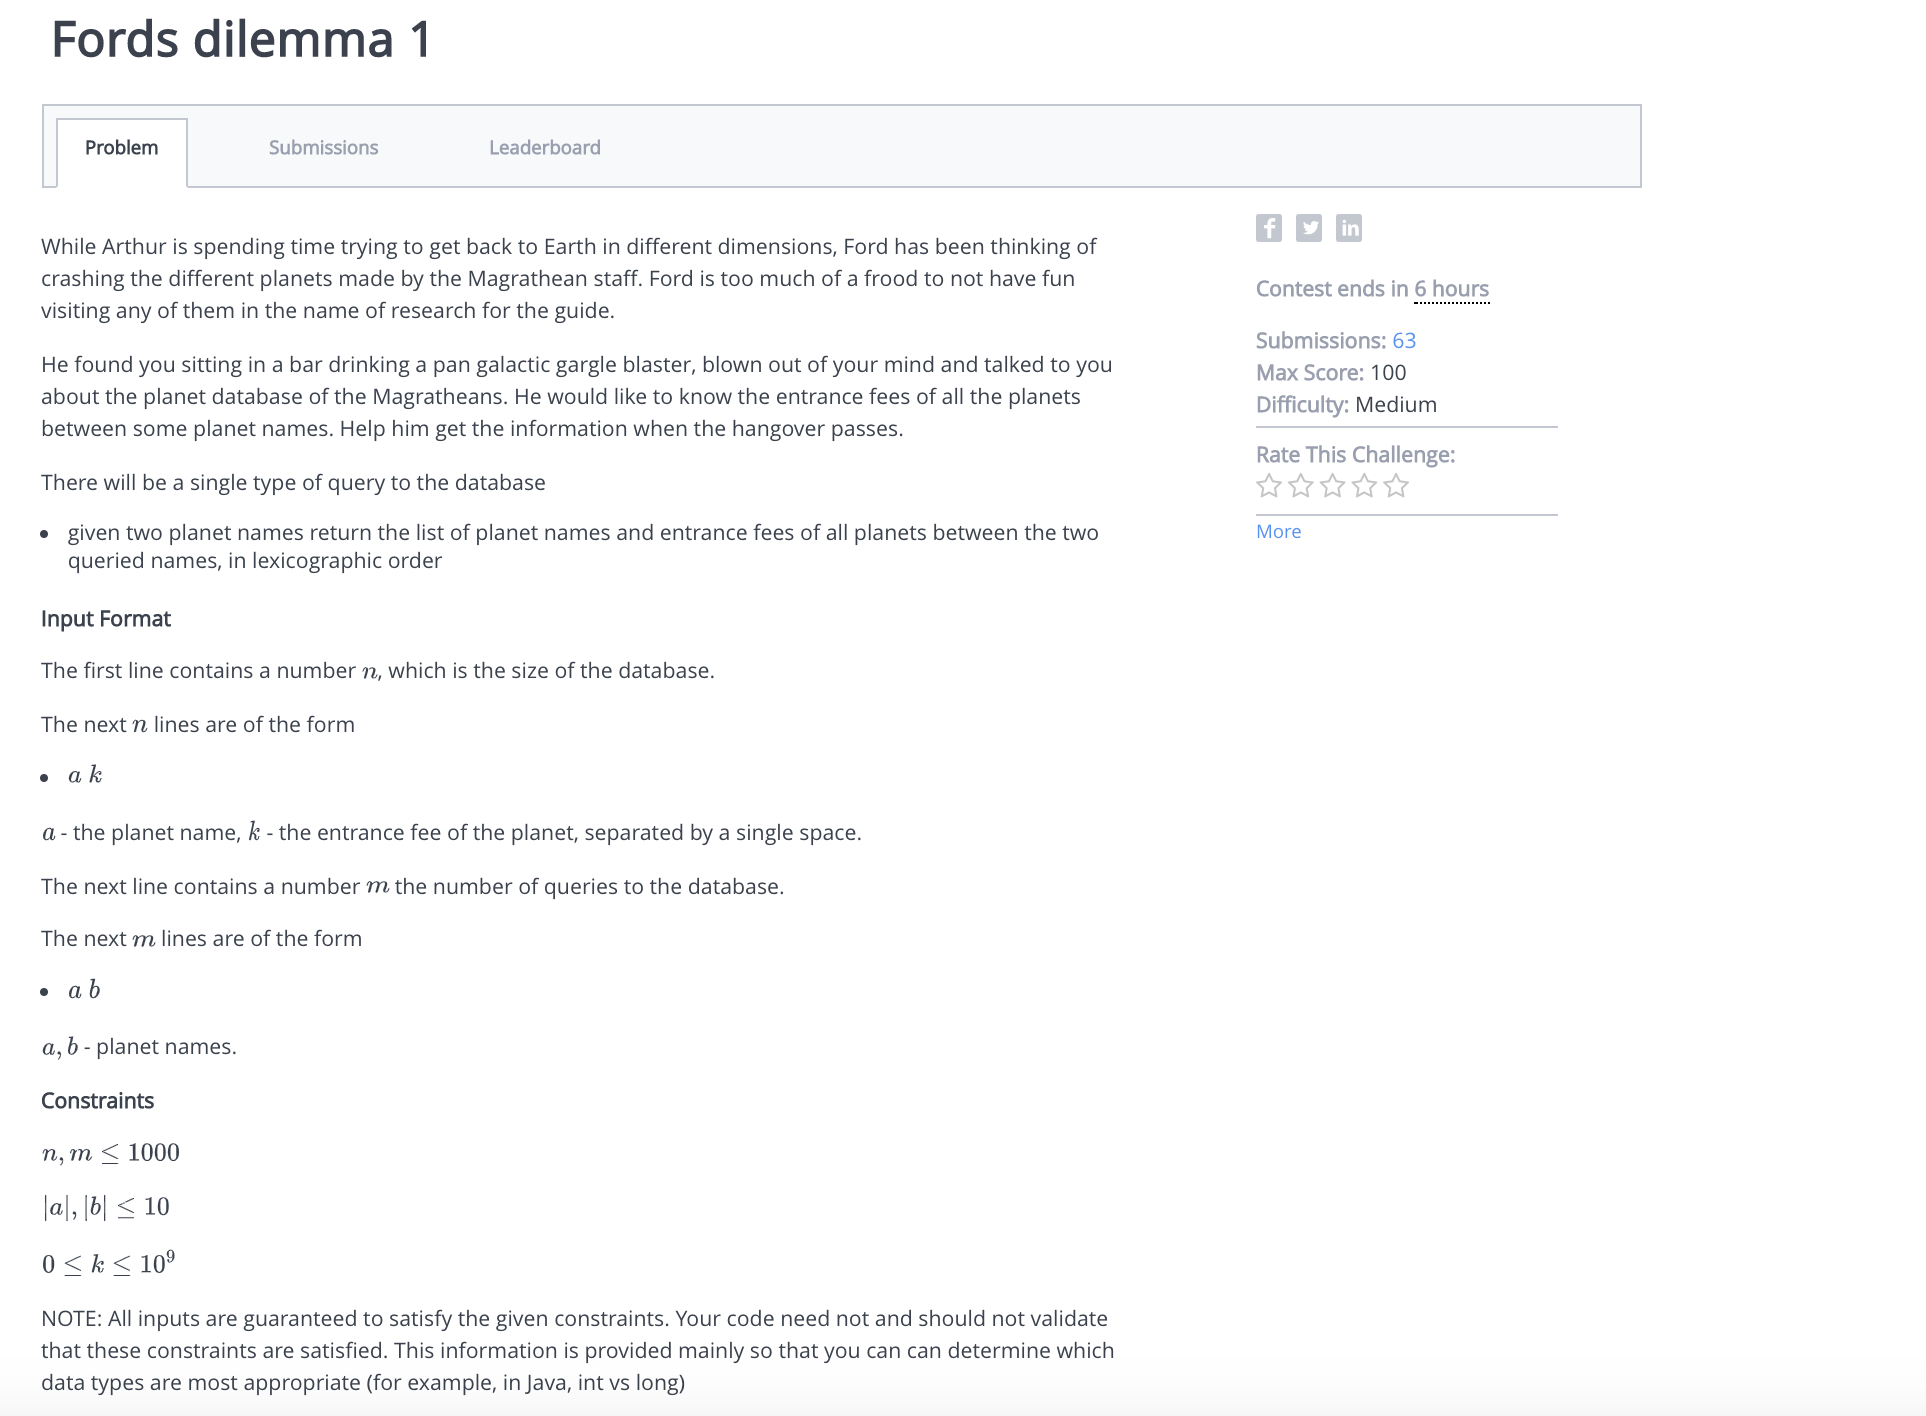 Fords dilemma 1
Problem
Submissions
Leaderboard
While Arthur is spending time trying to get back to Earth in different dimensions, Ford has been thinking of
crashing the different planets made by the Magrathean staff. Ford is too much of a frood to not have fun
visiting any of them in the name of research for the guide.
He found you sitting in a bar drinking a pan galactic gargle blaster, blown out of your mind and talked to you
about the planet database of the Magratheans. He would like to know the entrance fees of all the planets
between some planet names. Help him get the information when the hangover passes.
There will be a single type of query to the database
• given two planet names return the list of planet names and entrance fees of all planets between the two
queried names, in lexicographic order
Input Format
The first line contains a number n, which is the size of the database.
The next n lines are of the form
• a k
a - the planet name, k - the entrance fee of the planet, separated by a single space.
The next line contains a number m the number of queries to the database.
The next m lines are of the form
• a b
a, b - planet names.
Constraints
n, m ≤ 1000
|a|, |b| ≤ 10
0 ≤ k ≤ 10⁹
NOTE: All inputs are guaranteed to satisfy the given constraints. Your code need not and should not validate
that these constraints are satisfied. This information is provided mainly so that you can can determine which
data types are most appropriate (for example, in Java, int vs long)
f
in
Contest ends in 6 hours
Submissions: 63
Max Score: 100
Difficulty: Medium
Rate This Challenge:
More